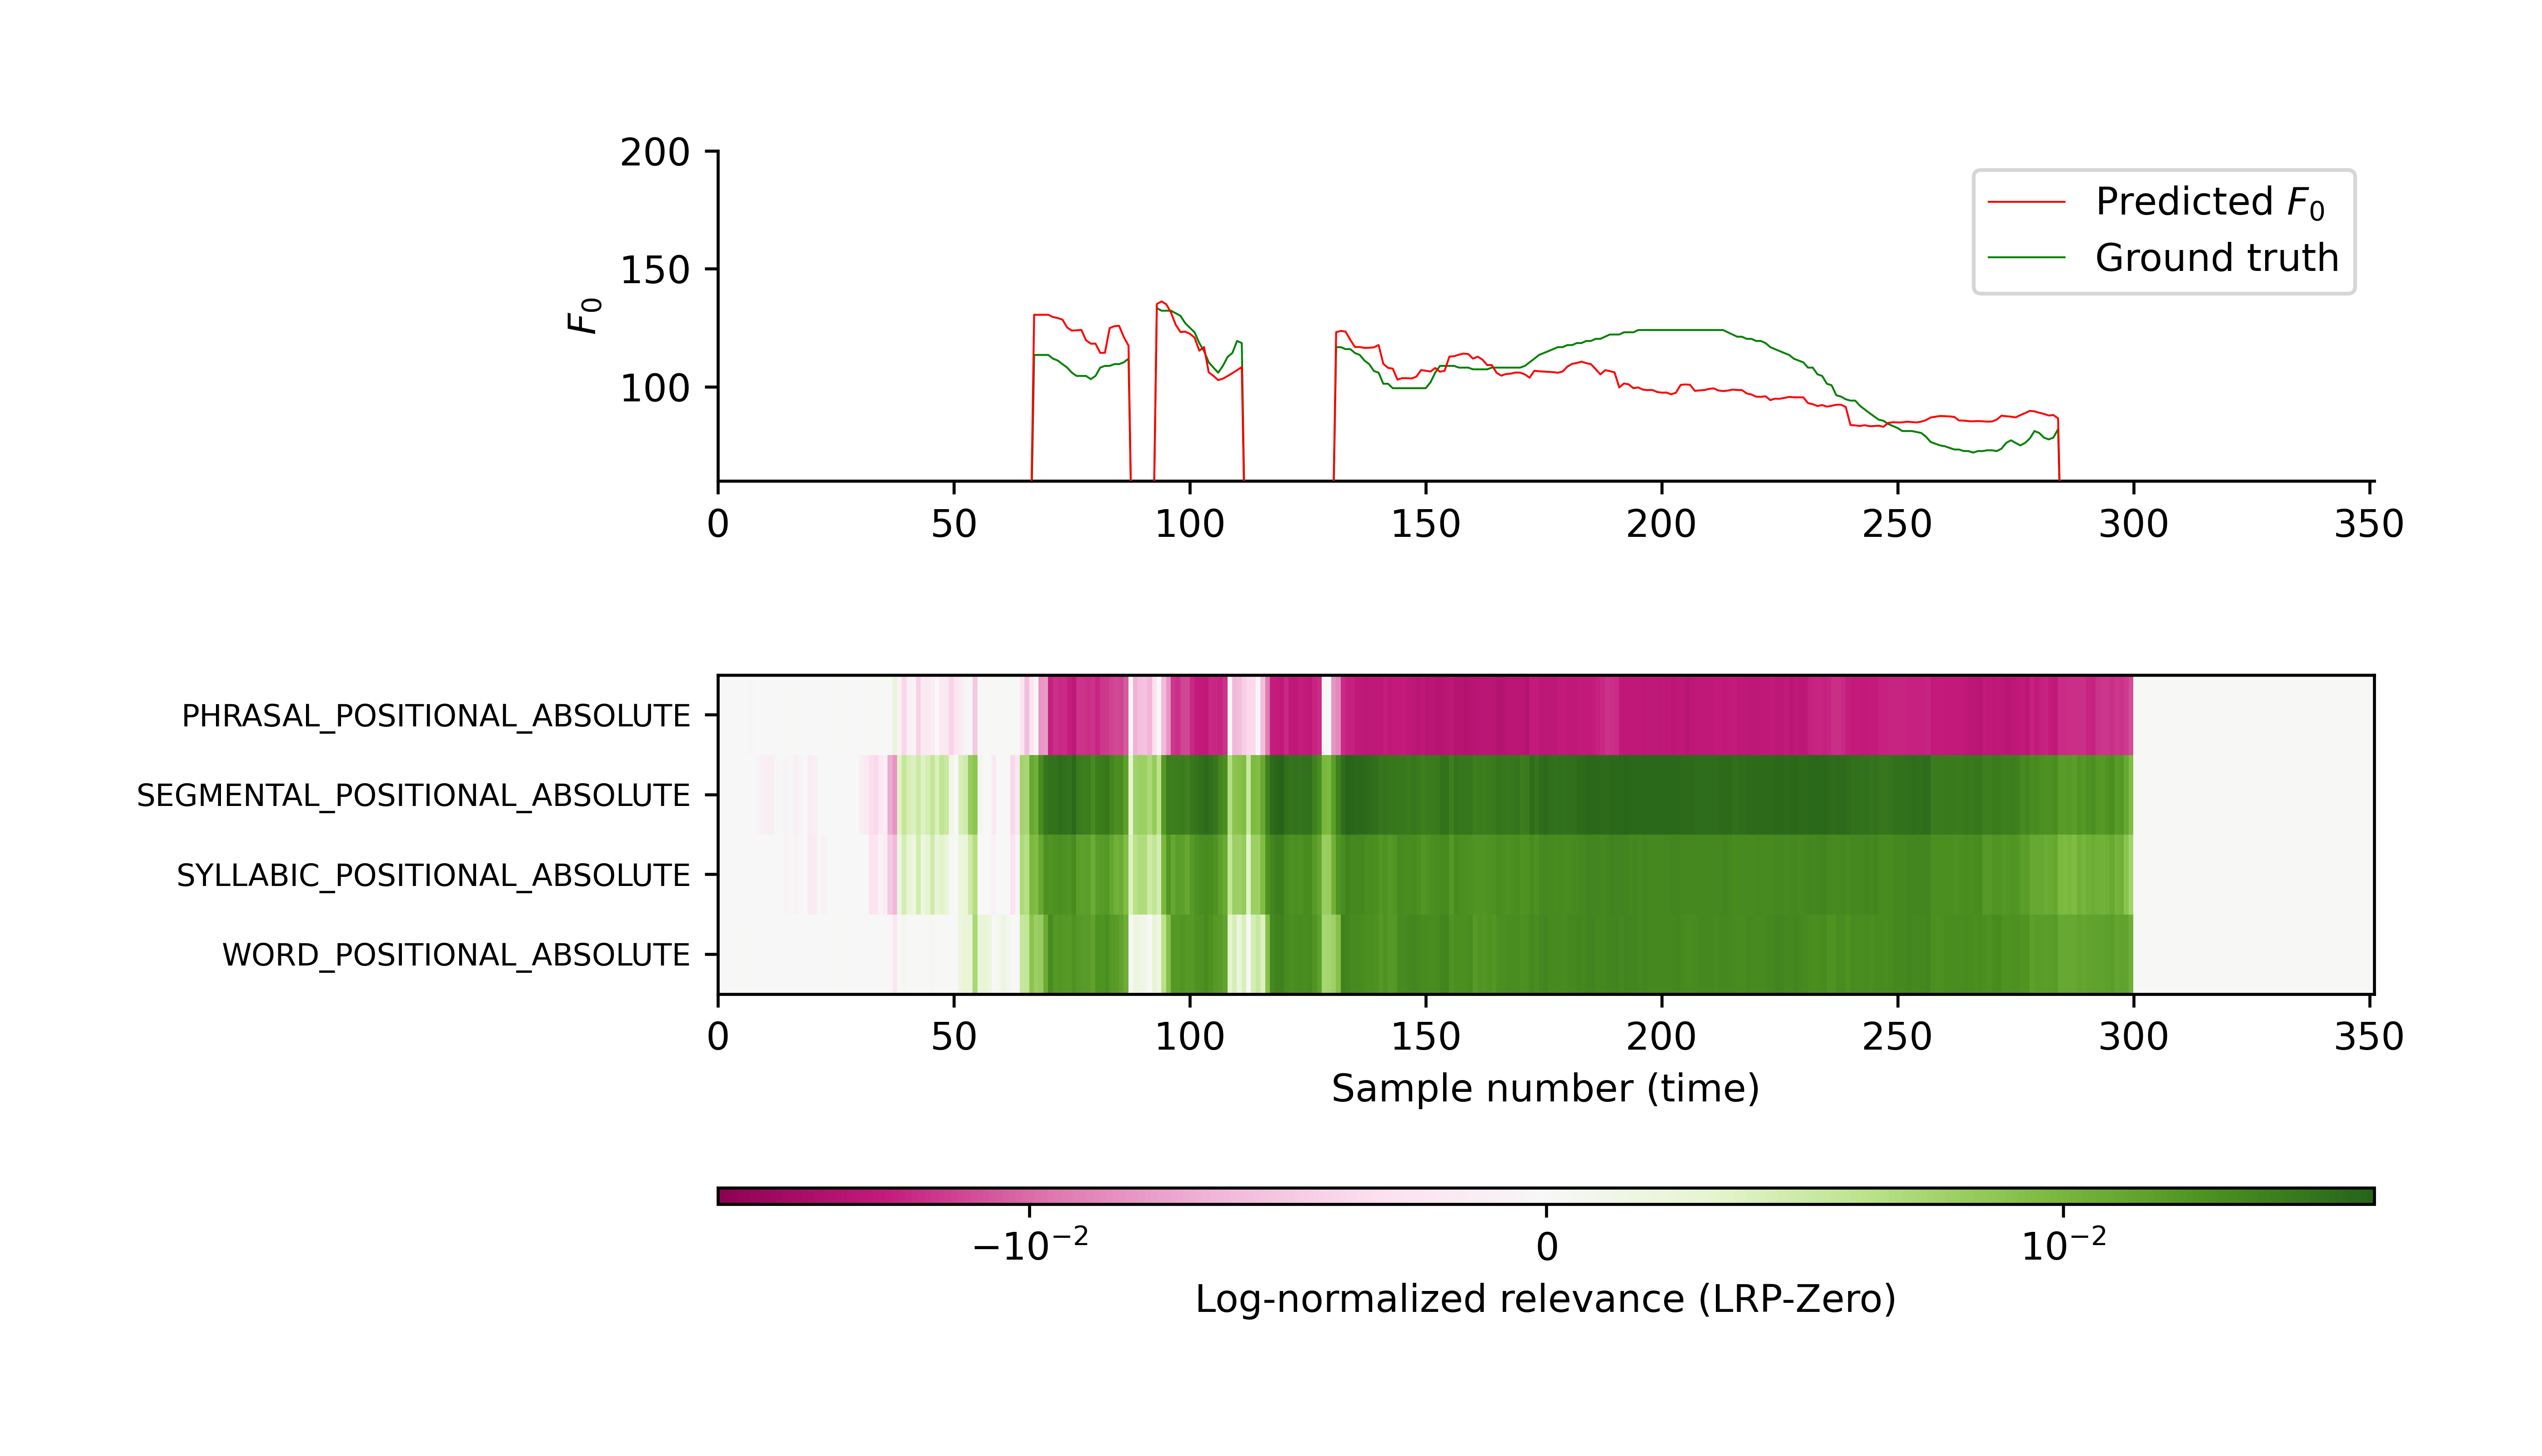 200
150
100
F₀
Predicted F₀
Ground truth
0 50 100 150 200 250 300 350
PHRASAL_POSITIONAL_ABSOLUTE
SEGMENTAL_POSITIONAL_ABSOLUTE
SYLLABIC_POSITIONAL_ABSOLUTE
WORD_POSITIONAL_ABSOLUTE
0 50 100 150 200 250 300 350
Sample number (time)
−10⁻² 0 10⁻²
Log-normalized relevance (LRP-Zero)